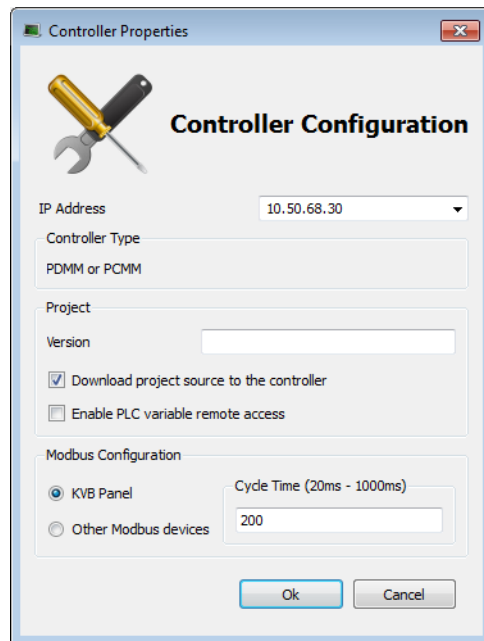 Controller Properties
Controller Configuration
IP Address 10.50.68.30
Controller Type
PDMM or PCMM
Project
Version
Download project source to the controller
Enable PLC variable remote access
Modbus Configuration
KVB Panel
Other Modbus devices
Cycle Time (20ms - 1000ms)
200
Ok Cancel